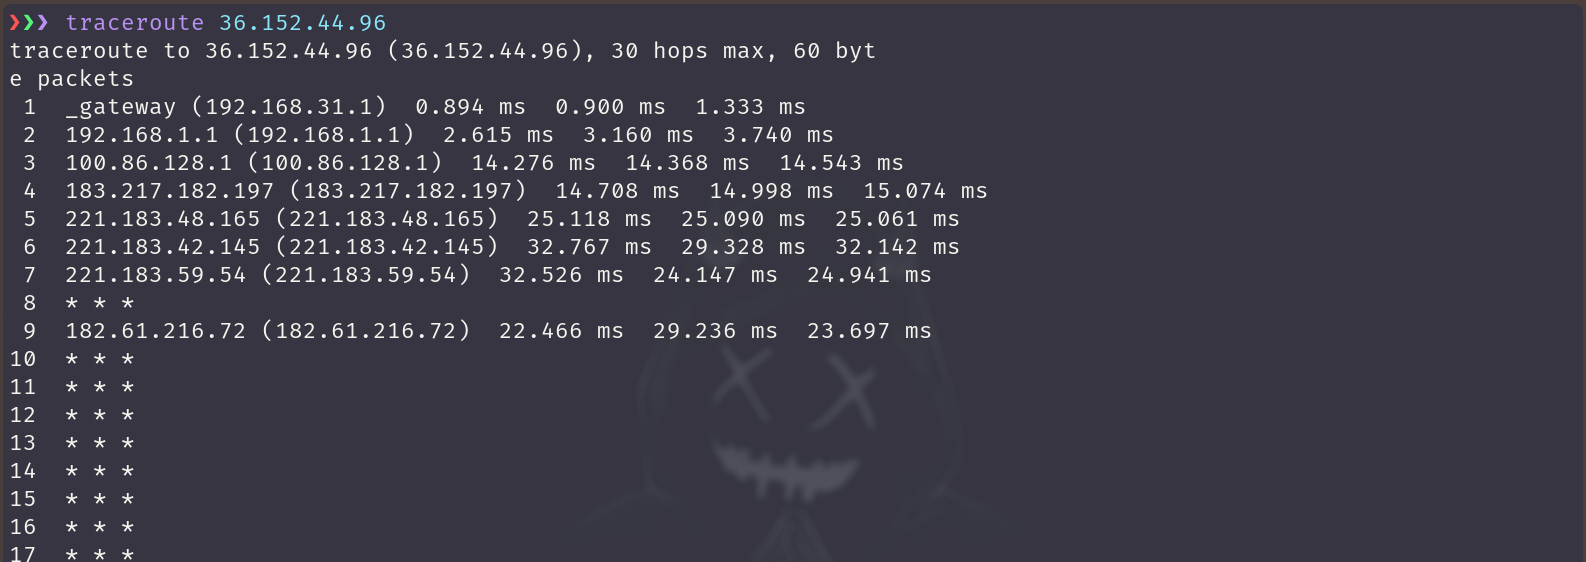 ❯❯❯ traceroute 36.152.44.96
traceroute to 36.152.44.96 (36.152.44.96), 30 hops max, 60 byt
e packets
 1  _gateway (192.168.31.1)  0.894 ms  0.900 ms  1.333 ms
 2  192.168.1.1 (192.168.1.1)  2.615 ms  3.160 ms  3.740 ms
 3  100.86.128.1 (100.86.128.1)  14.276 ms  14.368 ms  14.543 ms
 4  183.217.182.197 (183.217.182.197)  14.708 ms  14.998 ms  15.074 ms
 5  221.183.48.165 (221.183.48.165)  25.118 ms  25.090 ms  25.061 ms
 6  221.183.42.145 (221.183.42.145)  32.767 ms  29.328 ms  32.142 ms
 7  221.183.59.54 (221.183.59.54)  32.526 ms  24.147 ms  24.941 ms
 8  * * *
 9  182.61.216.72 (182.61.216.72)  22.466 ms  29.236 ms  23.697 ms
10  * * *
11  * * *
12  * * *
13  * * *
14  * * *
15  * * *
16  * * *
17  * * *